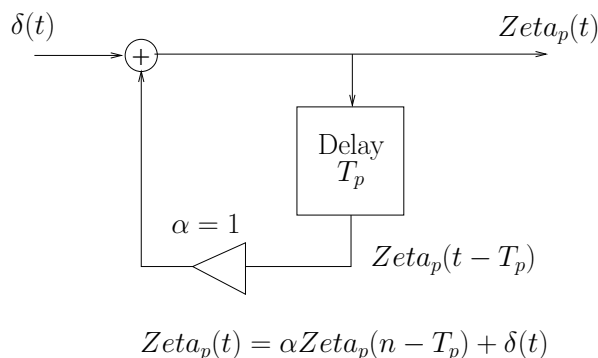 δ(t)
Zeta_p(t)
+
Delay
T_p
α = 1
Zeta_p(t − T_p)
Zeta_p(t) = αZeta_p(n − T_p) + δ(t)